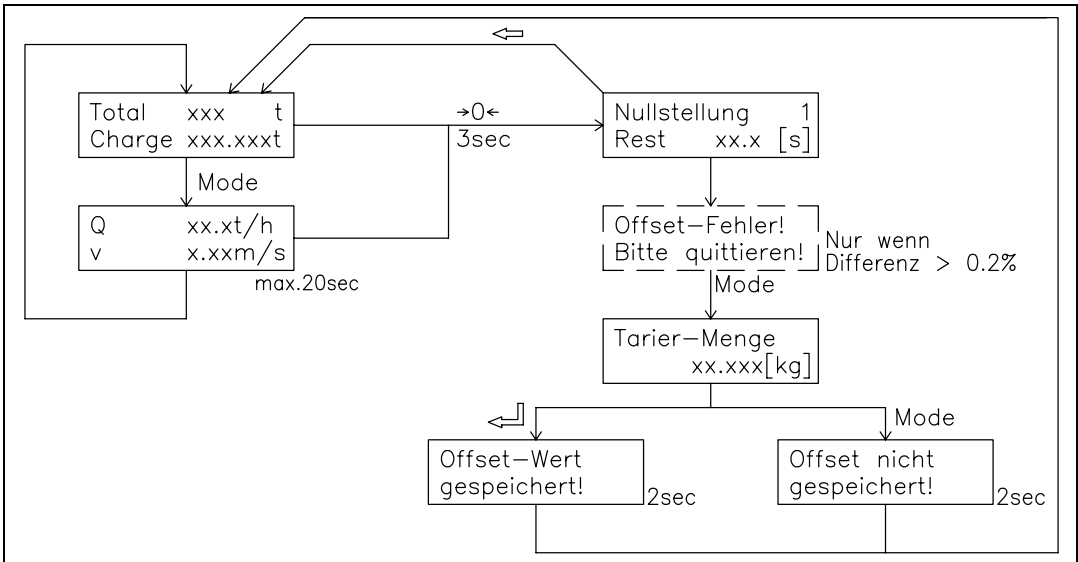 Total xxx t
Charge xxx.xxxt
→0←
3sec
Nullstellung 1
Rest xx.x [s]
Mode
Q xx.xt/h
v x.xxm/s
max.20sec
Offset-Fehler!
Bitte quittieren!
Nur wenn
Differenz > 0.2%
Mode
Tarier-Menge
xx.xxx[kg]
Mode
Offset-Wert
gespeichert!
2sec
Offset nicht
gespeichert!
2sec